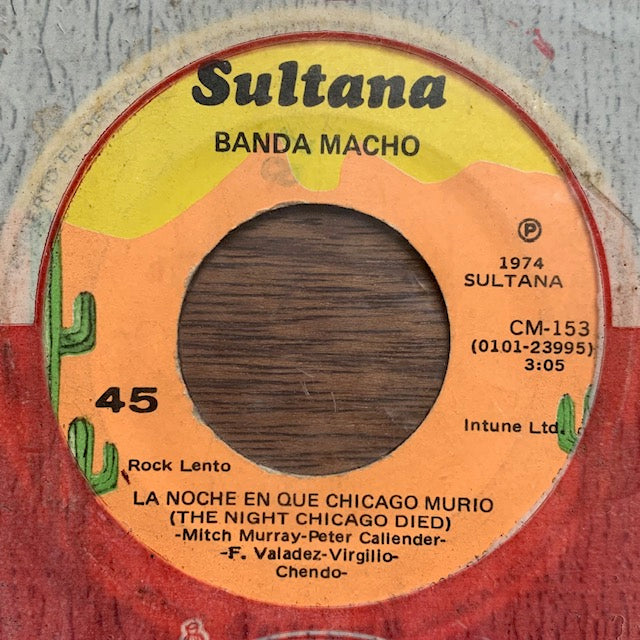 Sultana
BANDA MACHO
℗
1974
SULTANA
CM-153
(0101-23995)
3:05
45
Intune Ltd.
Rock Lento
LA NOCHE EN QUE CHICAGO MURIO
(THE NIGHT CHICAGO DIED)
-Mitch Murray-Peter Callender-
-F. Valadez-Virgillo-
Chendo-